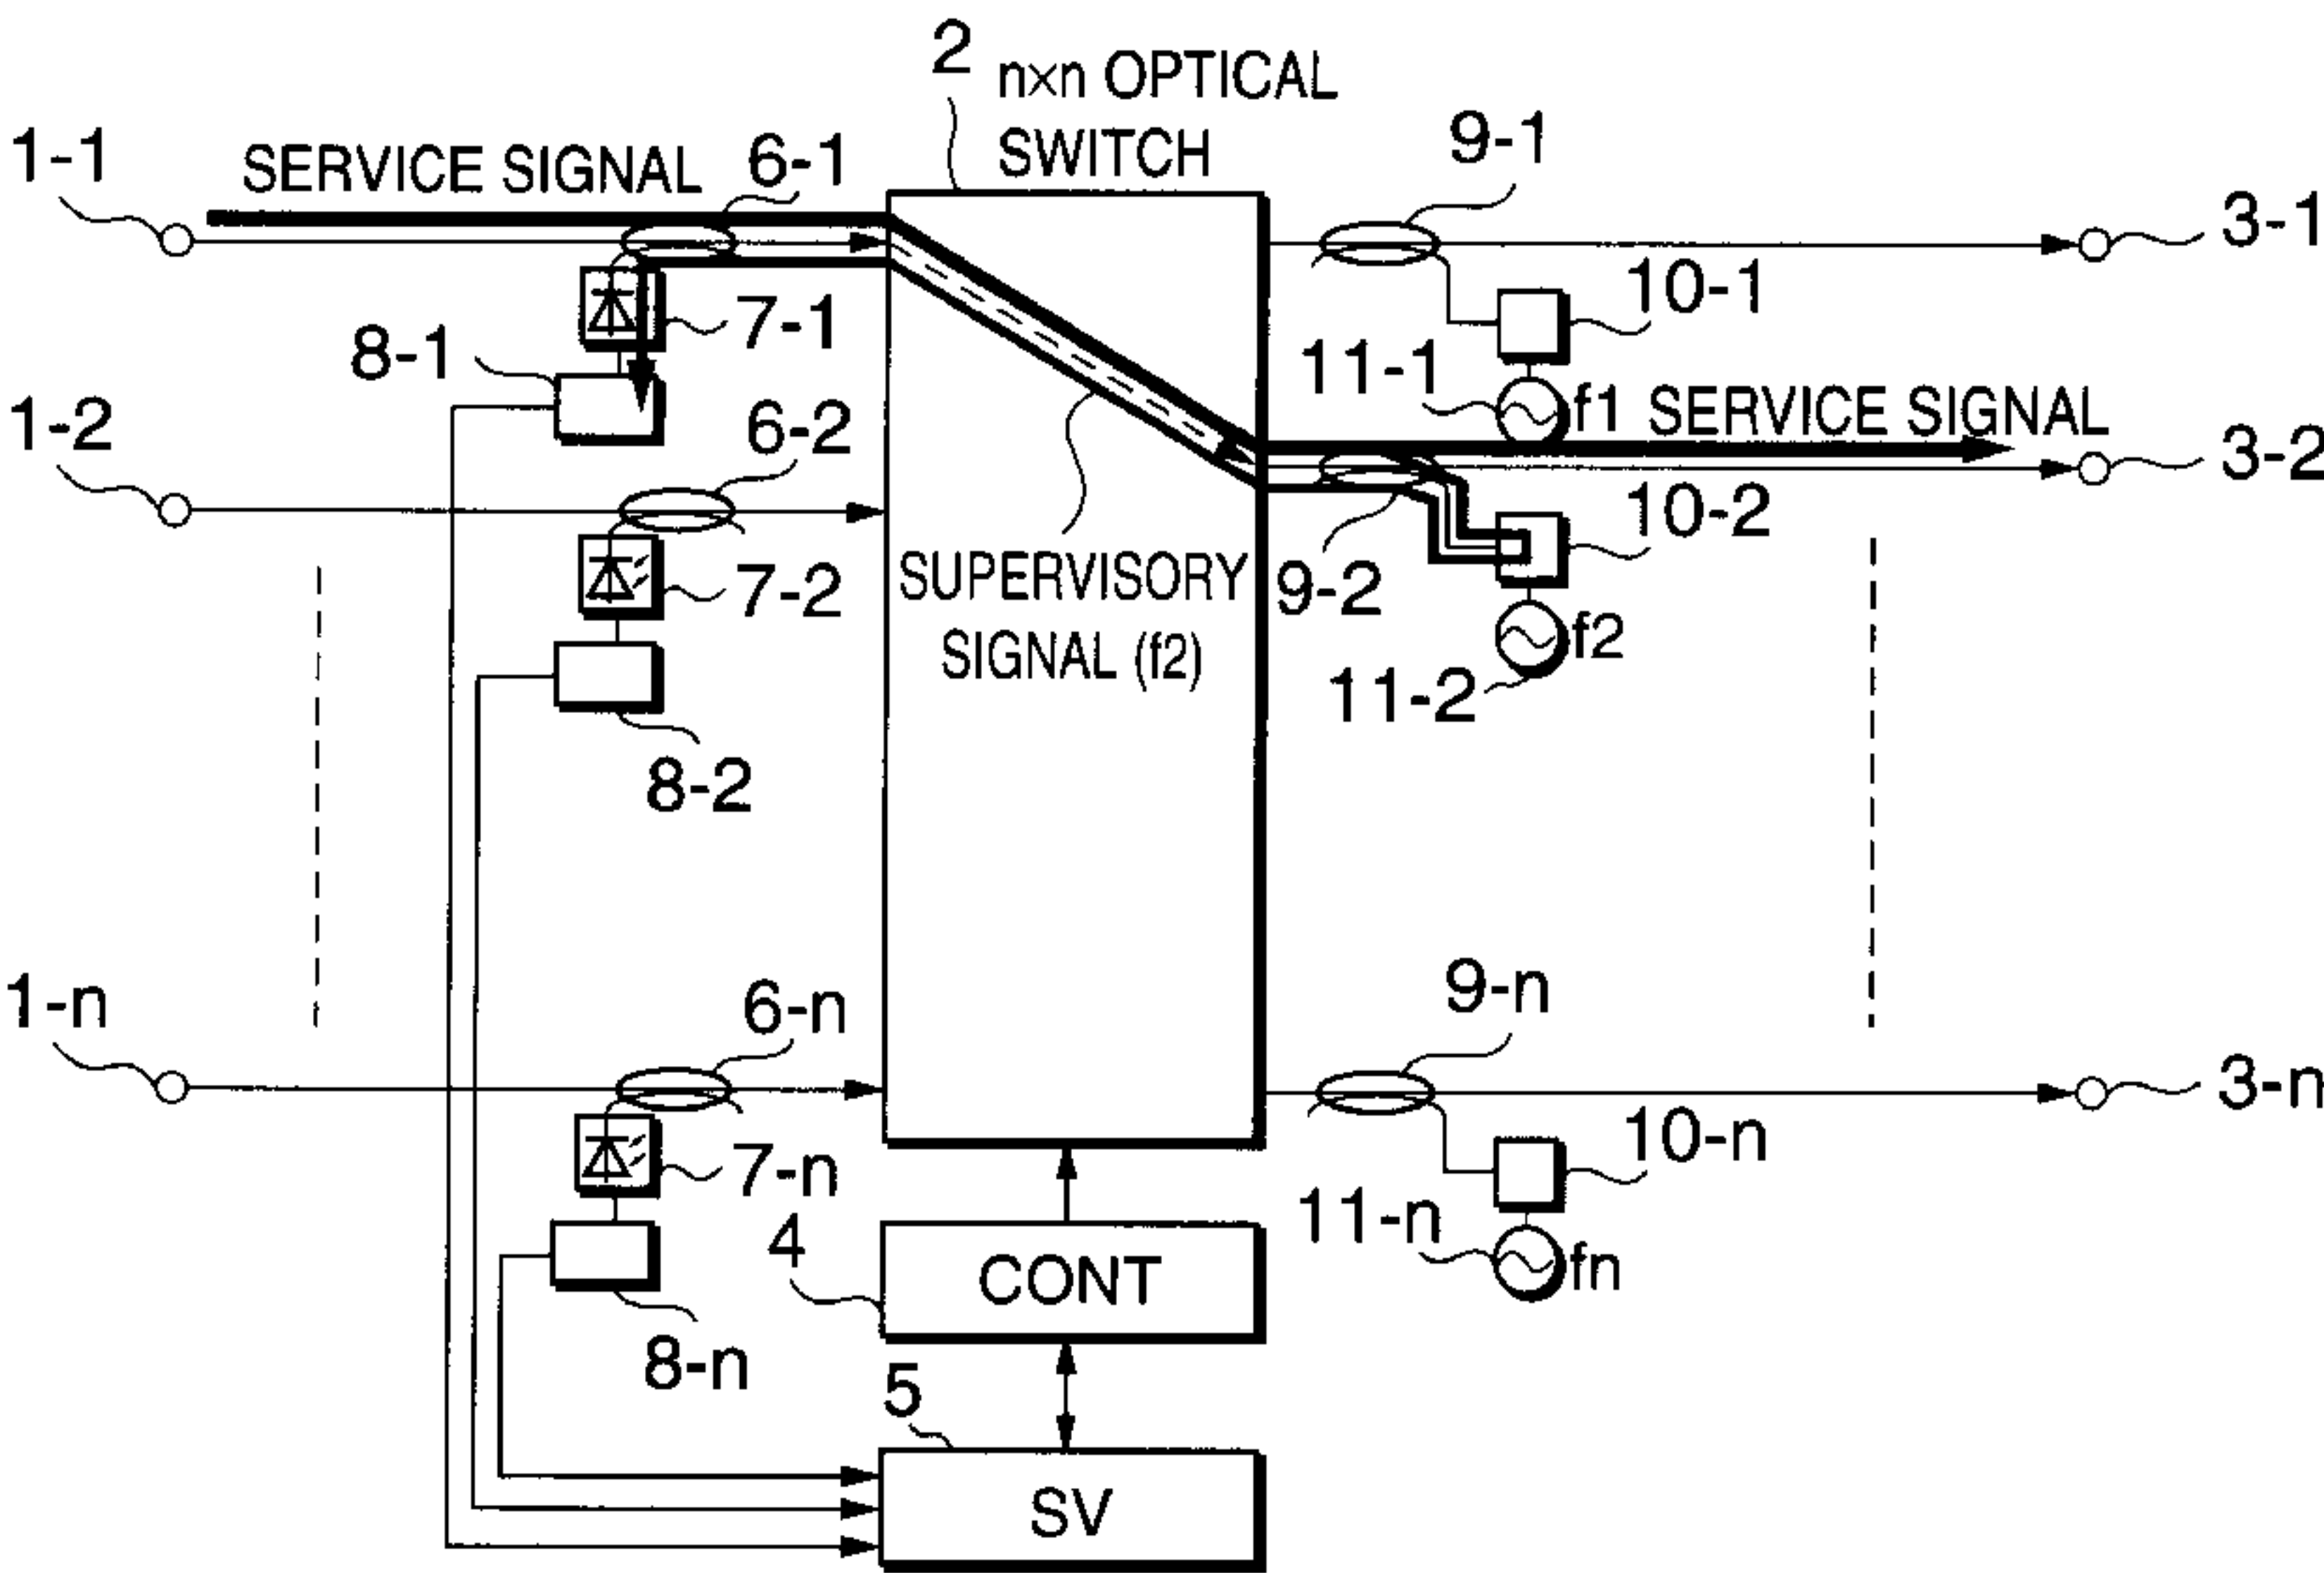 2 n×n OPTICAL
SWITCH
1-1
SERVICE SIGNAL
6-1
9-1
3-1
7-1
10-1
8-1
11-1
f1
SERVICE SIGNAL
1-2
6-2
3-2
10-2
7-2
SUPERVISORY
SIGNAL (f2)
9-2
f2
11-2
8-2
1-n
6-n
9-n
3-n
7-n
10-n
11-n
fn
4
CONT
8-n
5
SV